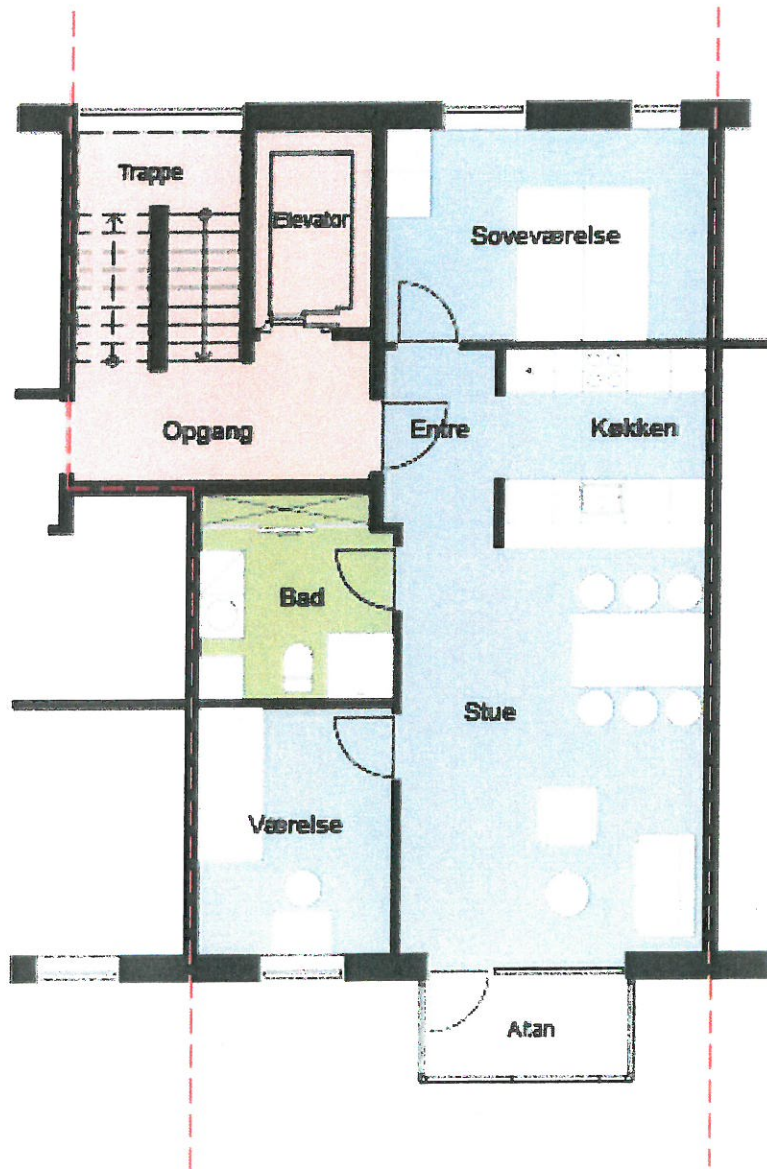 Trappe
Elevator
Soveværelse
Opgang
Entre
Køkken
Bad
Stue
Værelse
Altan